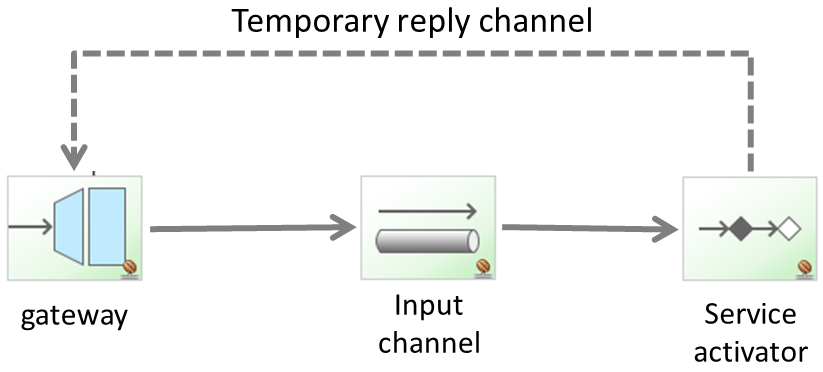 Temporary reply channel
gateway
Input
channel
Service
activator